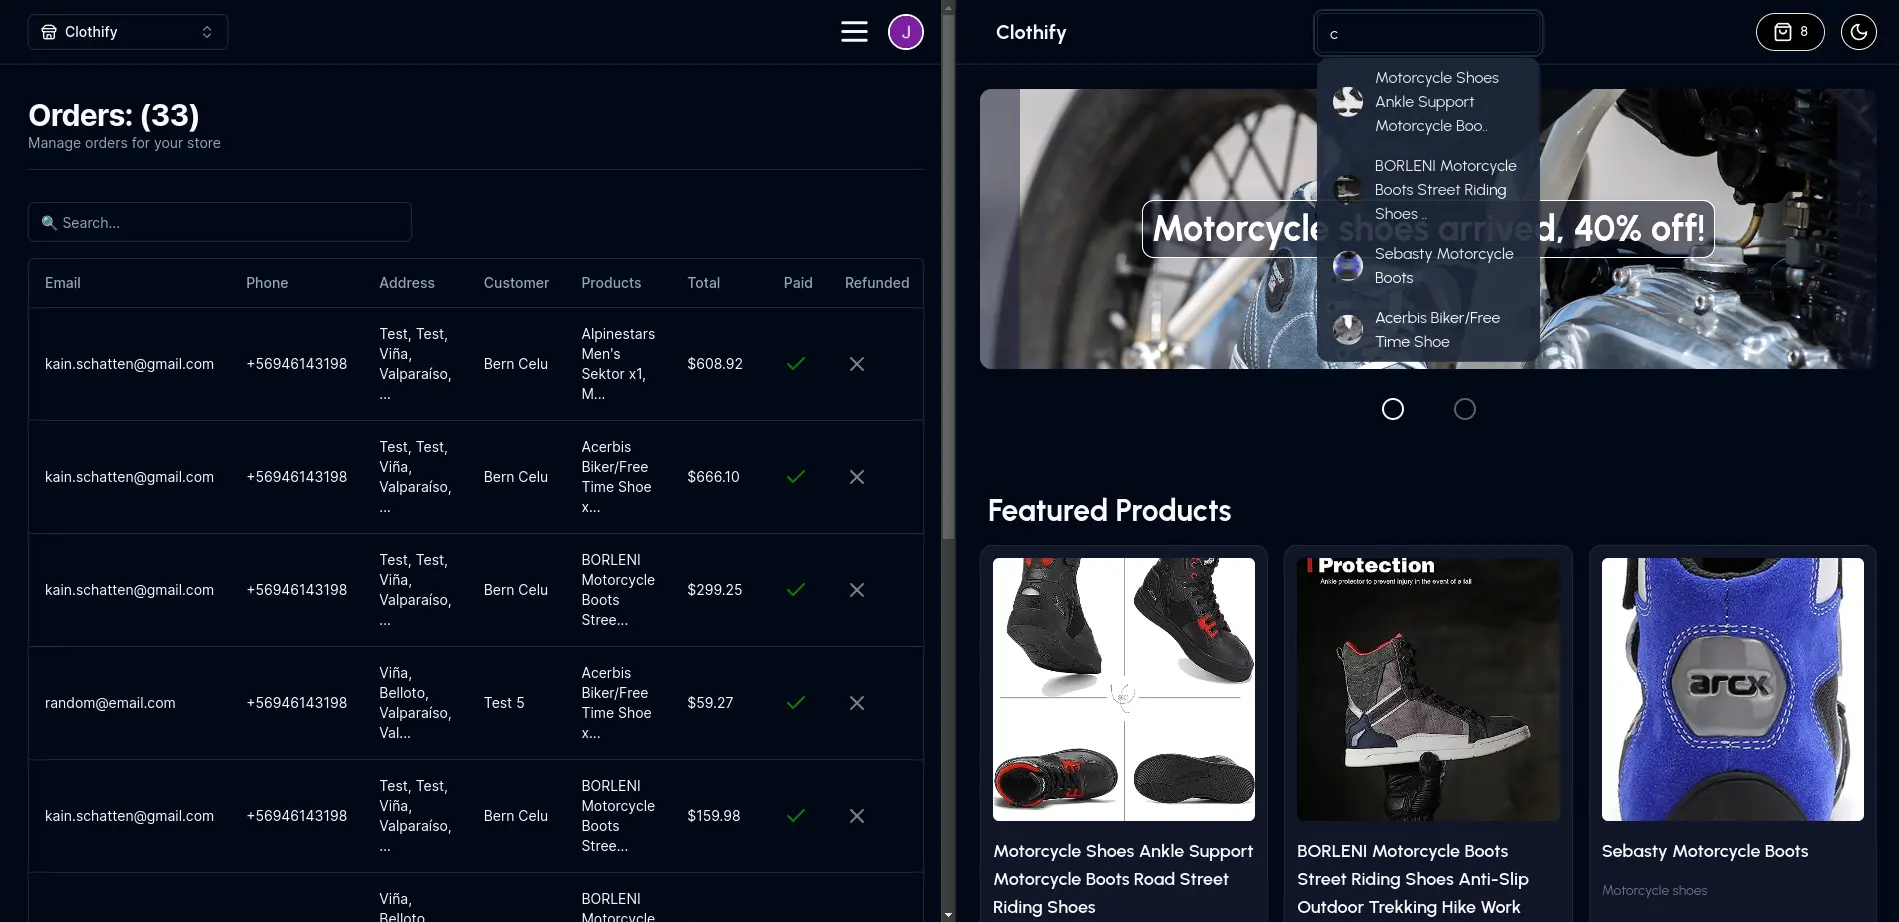 Clothify
J
Orders: (33)
Manage orders for your store
🔍 Search...
Email Phone Address Customer Products Total Paid Refunded
kain.schatten@gmail.com +56946143198 Test, Test, Viña, Valparaíso, ... Bern Celu Alpinestars Men's Sektor x1, M... $608.92
kain.schatten@gmail.com +56946143198 Test, Test, Viña, Valparaíso, ... Bern Celu Acerbis Biker/Free Time Shoe x... $666.10
kain.schatten@gmail.com +56946143198 Test, Test, Viña, Valparaíso, ... Bern Celu BORLENI Motorcycle Boots Stree... $299.25
random@email.com +56946143198 Viña, Belloto, Valparaíso, Val... Test 5 Acerbis Biker/Free Time Shoe x... $59.27
kain.schatten@gmail.com +56946143198 Test, Test, Viña, Valparaíso, ... Bern Celu BORLENI Motorcycle Boots Stree... $159.98
Viña, Belloto, BORLENI Motorcycle
Clothify
c
8
Motorcycle Shoes
Ankle Support
Motorcycle Boo..
BORLENI Motorcycle
Boots Street Riding
Shoes ..
Sebasty Motorcycle
Boots
Acerbis Biker/Free
Time Shoe
Motorcycle shoes arrived, 40% off!
Featured Products
Protection
Ankle protector to prevent injury in the event of a fall
arcx
Motorcycle Shoes Ankle Support
Motorcycle Boots Road Street
Riding Shoes
BORLENI Motorcycle Boots
Street Riding Shoes Anti-Slip
Outdoor Trekking Hike Work
Sebasty Motorcycle Boots
Motorcycle shoes